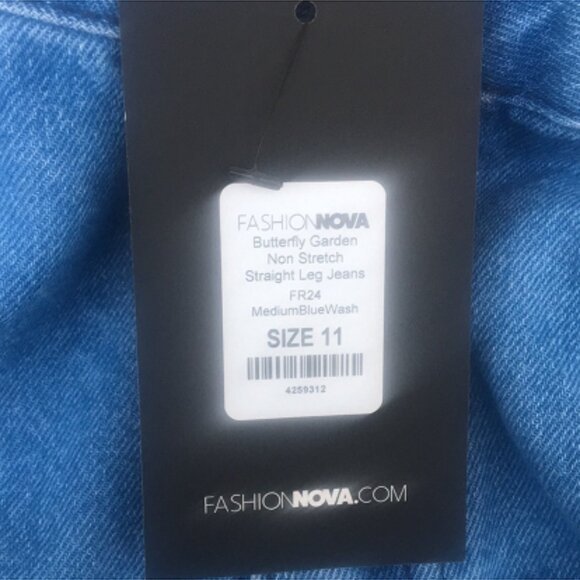 FASHIONNOVA
Butterfly Garden
Non Stretch
Straight Leg Jeans
FR24
MediumBlueWash
SIZE 11
4259312
FASHIONNOVA.COM